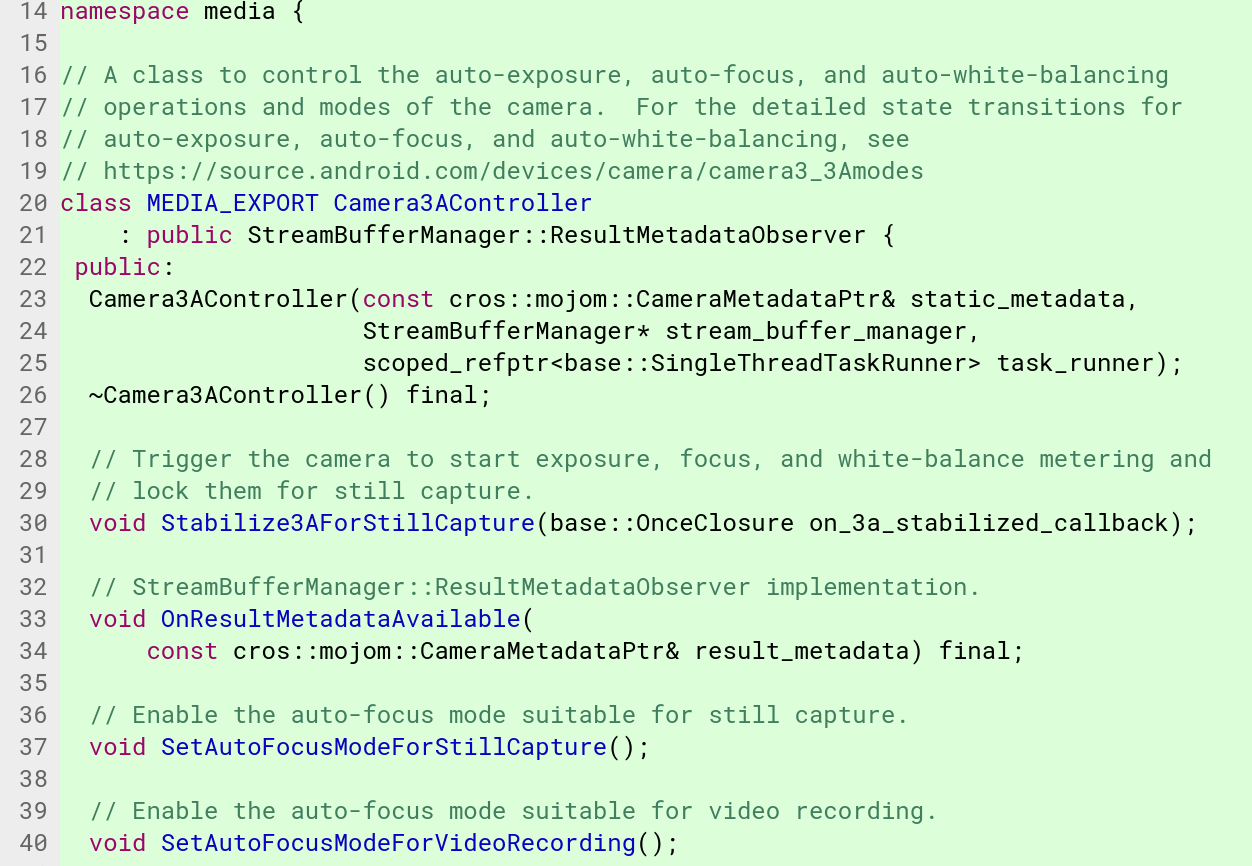 14 namespace media {
15
16 // A class to control the auto-exposure, auto-focus, and auto-white-balancing
17 // operations and modes of the camera.  For the detailed state transitions for
18 // auto-exposure, auto-focus, and auto-white-balancing, see
19 // https://source.android.com/devices/camera/camera3_3Amodes
20 class MEDIA_EXPORT Camera3AController
21     : public StreamBufferManager::ResultMetadataObserver {
22  public:
23   Camera3AController(const cros::mojom::CameraMetadataPtr& static_metadata,
24                      StreamBufferManager* stream_buffer_manager,
25                      scoped_refptr<base::SingleThreadTaskRunner> task_runner);
26   ~Camera3AController() final;
27
28   // Trigger the camera to start exposure, focus, and white-balance metering and
29   // lock them for still capture.
30   void Stabilize3AForStillCapture(base::OnceClosure on_3a_stabilized_callback);
31
32   // StreamBufferManager::ResultMetadataObserver implementation.
33   void OnResultMetadataAvailable(
34       const cros::mojom::CameraMetadataPtr& result_metadata) final;
35
36   // Enable the auto-focus mode suitable for still capture.
37   void SetAutoFocusModeForStillCapture();
38
39   // Enable the auto-focus mode suitable for video recording.
40   void SetAutoFocusModeForVideoRecording();